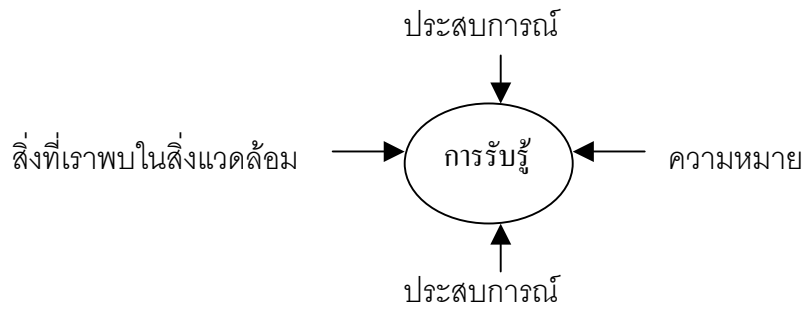 ประสบการณ์
สิ่งที่เราพบในสิ่งแวดล้อม
การรับรู้
ความหมาย
ประสบการณ์